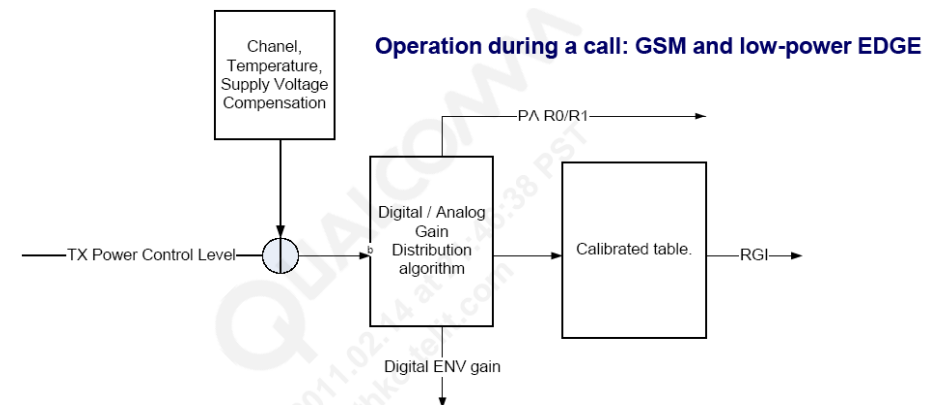 Operation during a call: GSM and low-power EDGE
Chanel,
Temperature,
Supply Voltage
Compensation
PA R0/R1
TX Power Control Level
6
Digital / Analog
Gain
Distribution
algorithm
Calibrated table.
RGI
Digital ENV gain
QUALCOMM